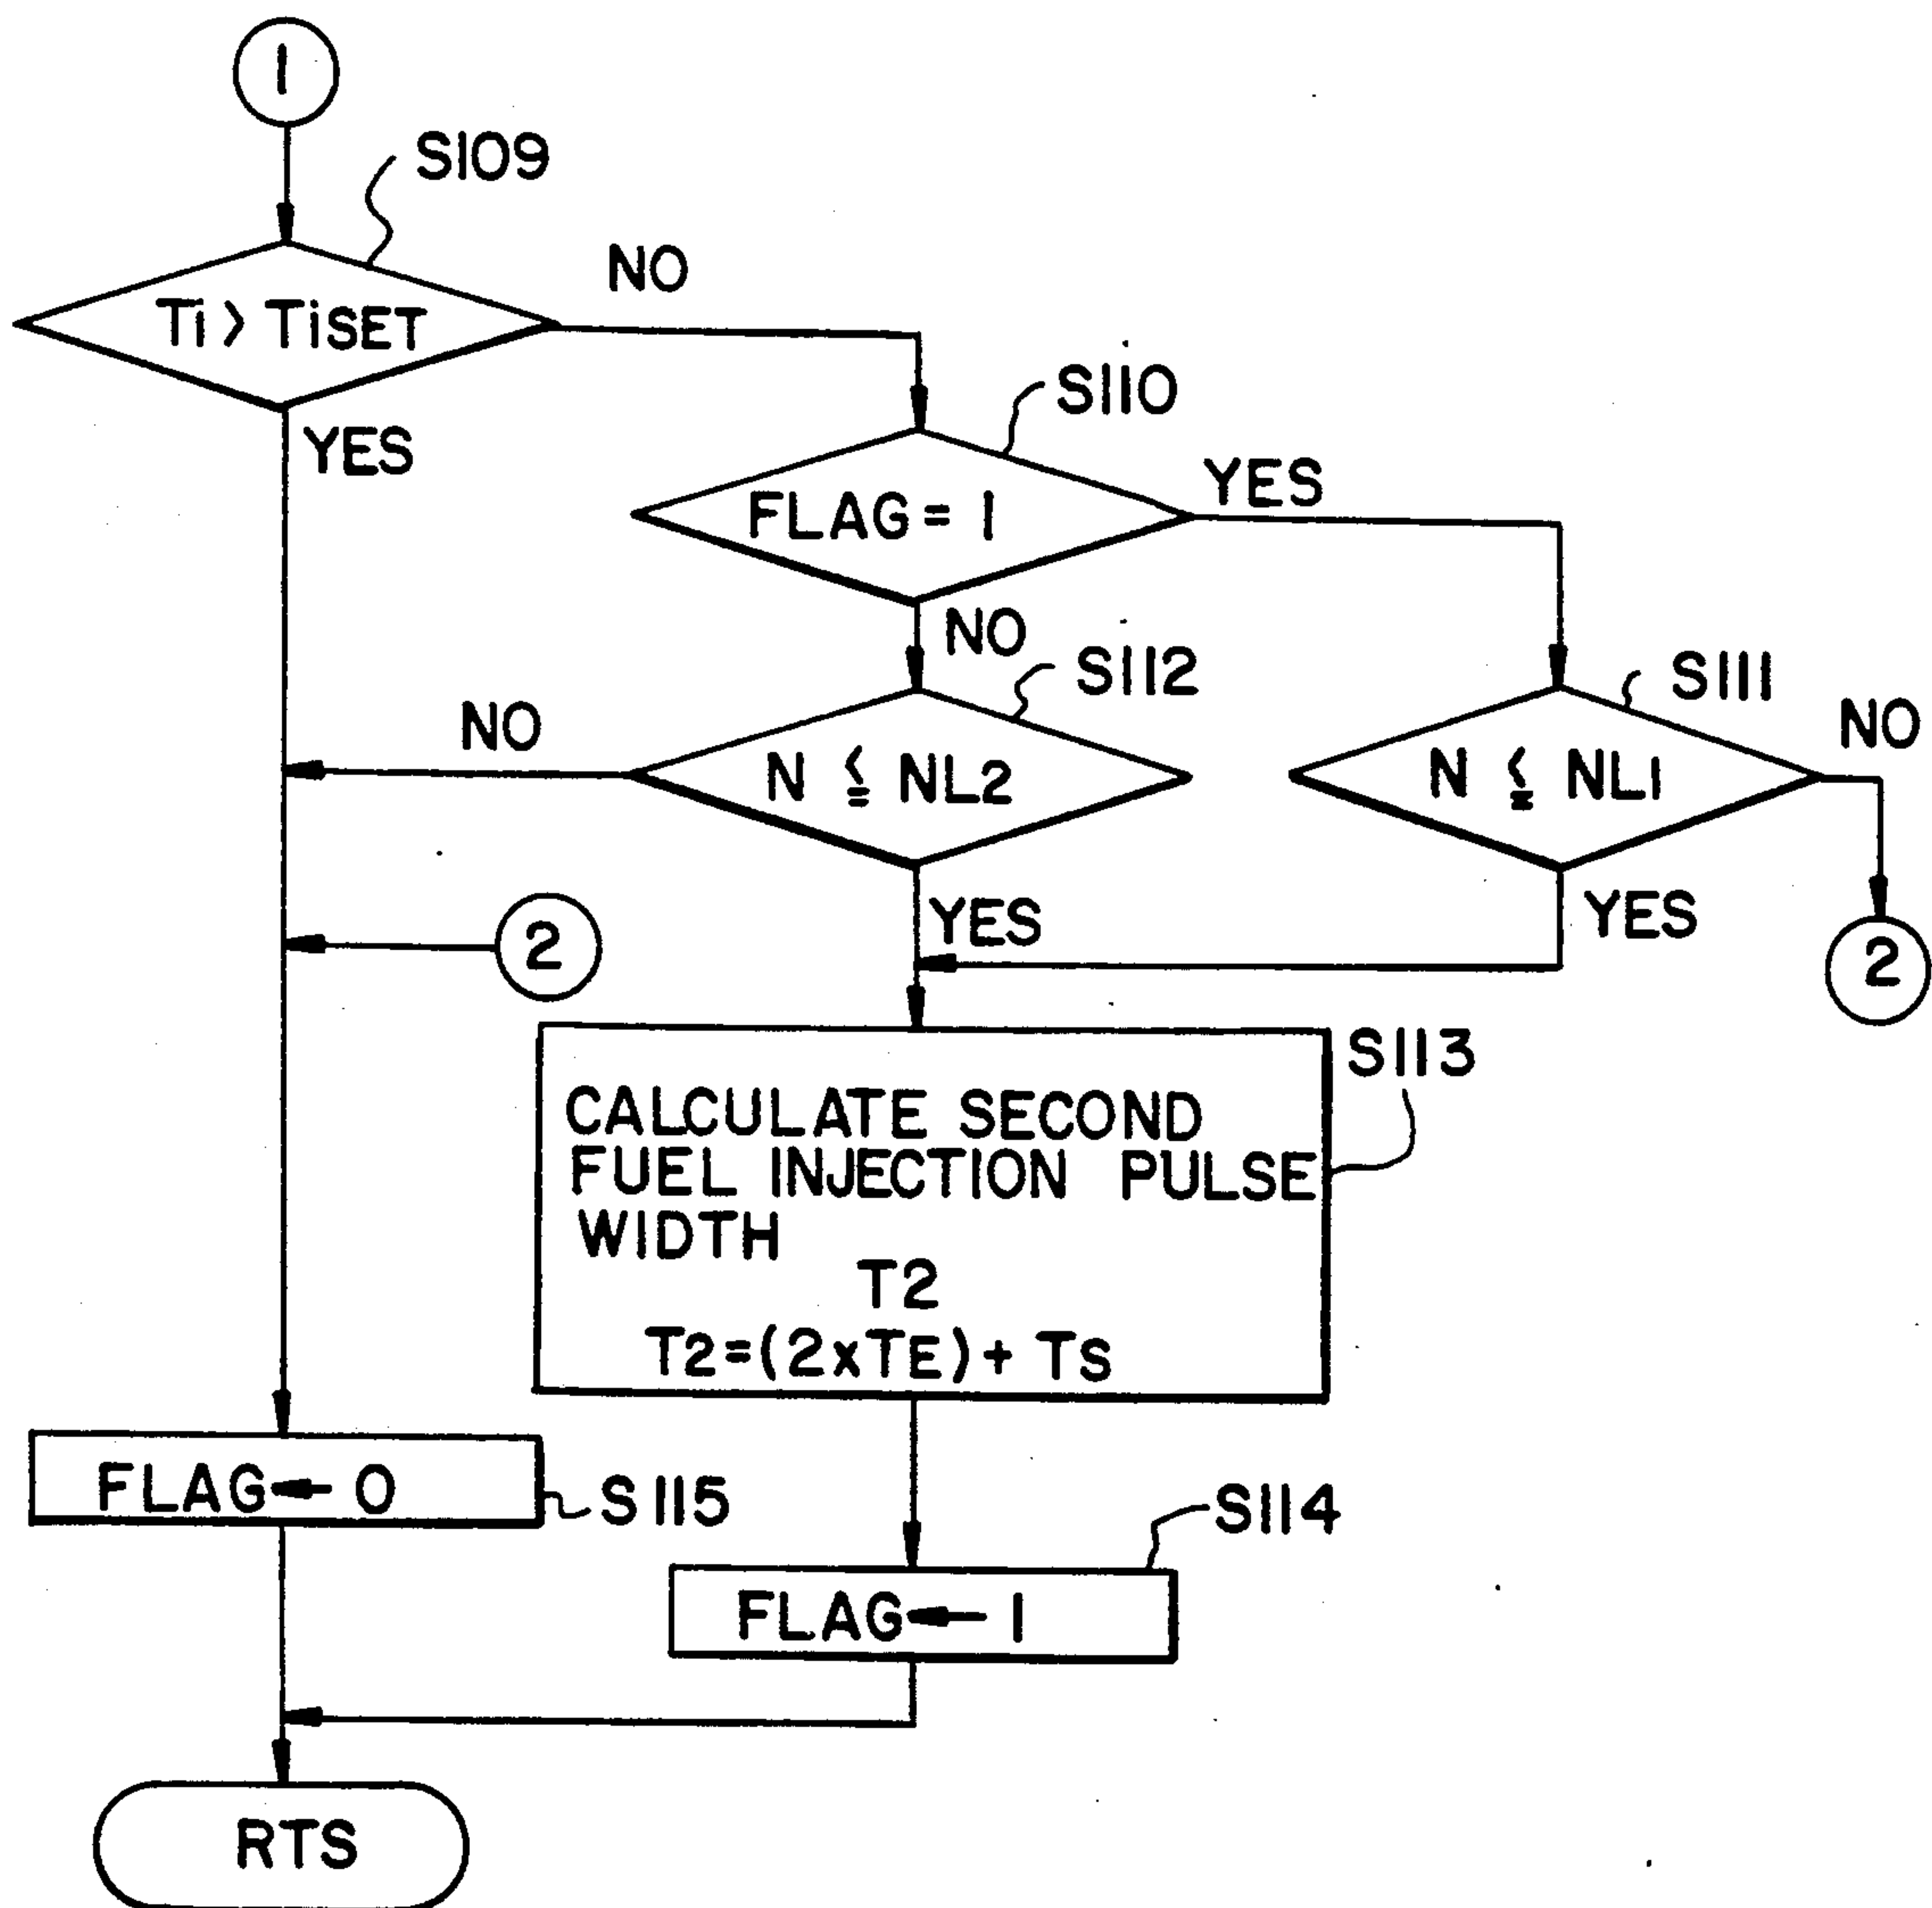 1
S109
Ti > TiSET
NO
YES
S110
FLAG = 1
YES
NO
S112
N ≦ NL2
NO
YES
S111
N ≦ NL1
NO
YES
2
2
S113
CALCULATE SECOND
FUEL INJECTION PULSE
WIDTH
T2
T2=(2xTE)+ TS
FLAG← 0
S115
S114
FLAG← 1
RTS